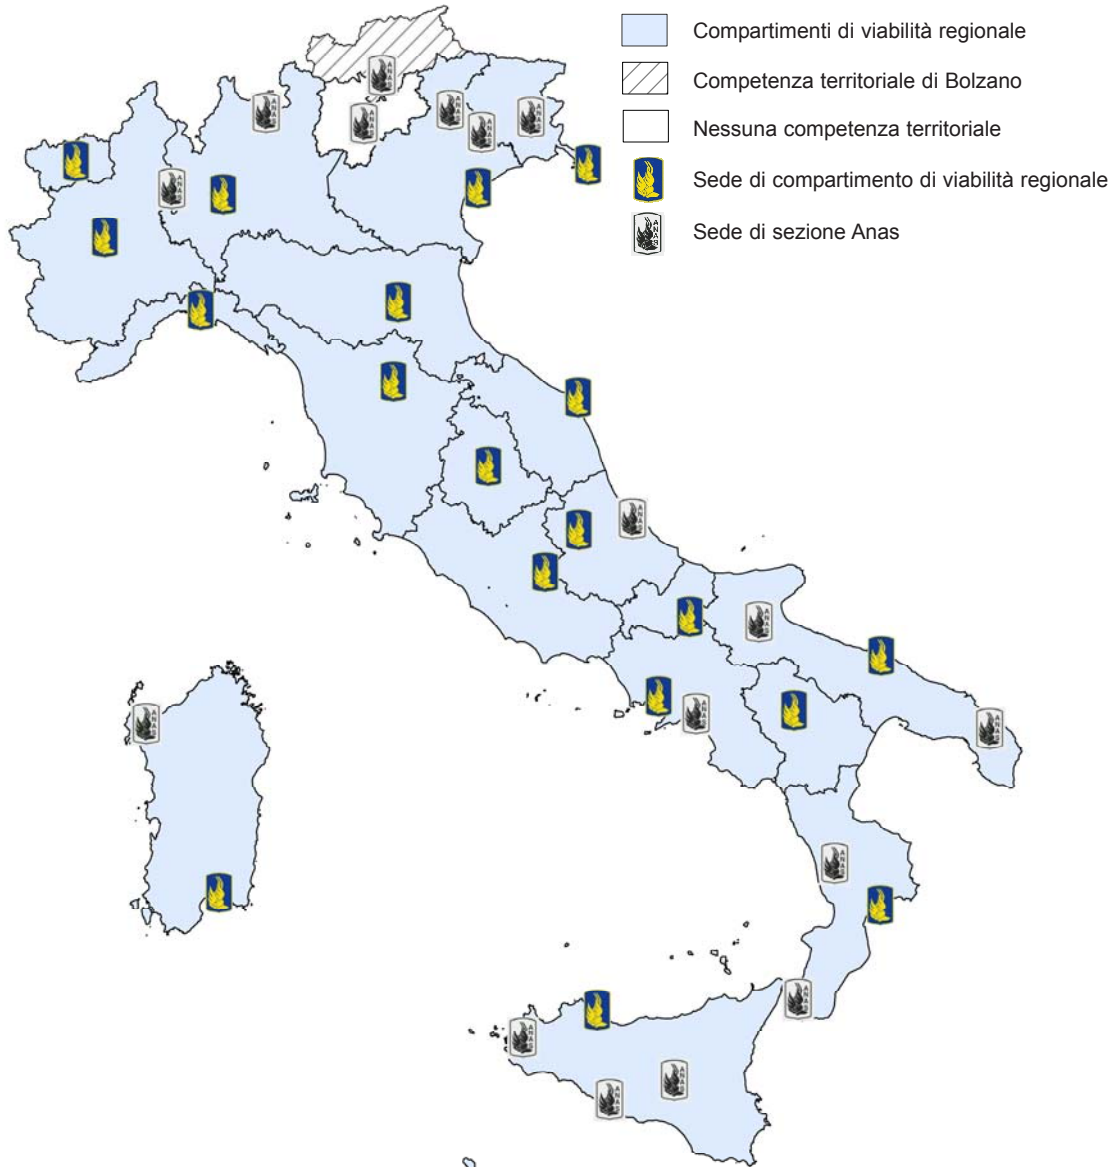 Compartimenti di viabilità regionale
Competenza territoriale di Bolzano
Nessuna competenza territoriale
Sede di compartimento di viabilità regionale
Sede di sezione Anas